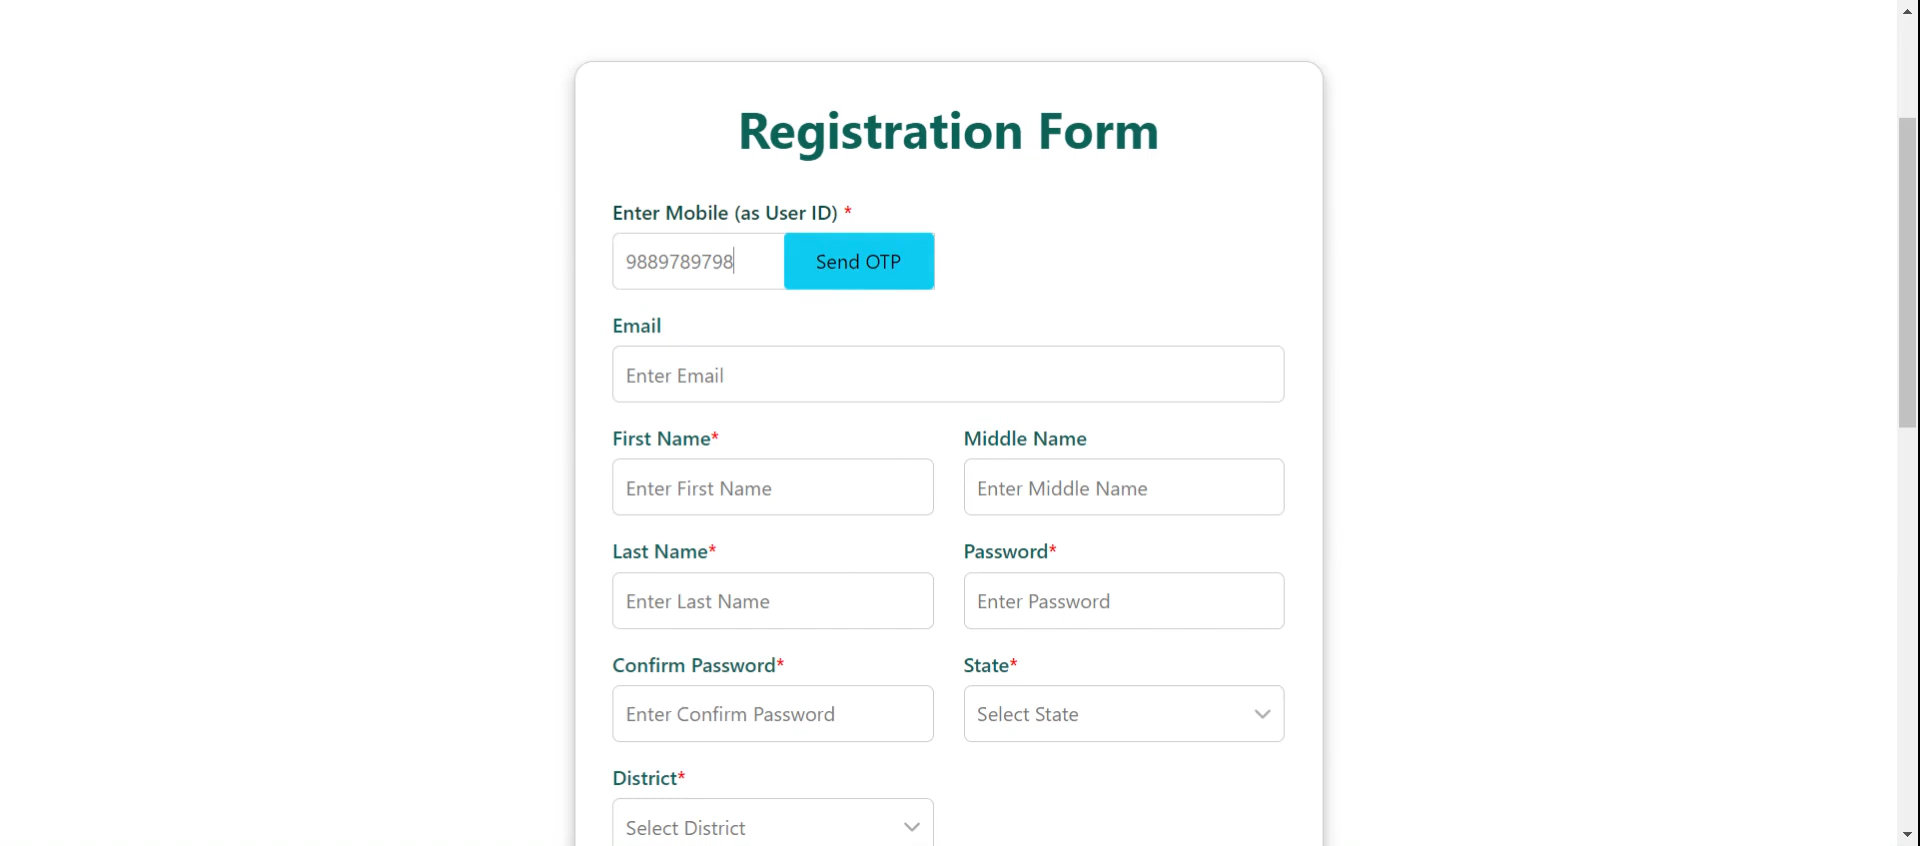 Registration Form
Enter Mobile (as User ID) *
9889789798
Send OTP
Email
Enter Email
First Name*
Middle Name
Enter First Name
Enter Middle Name
Last Name*
Password*
Enter Last Name
Enter Password
Confirm Password*
State*
Enter Confirm Password
Select State
District*
Select District